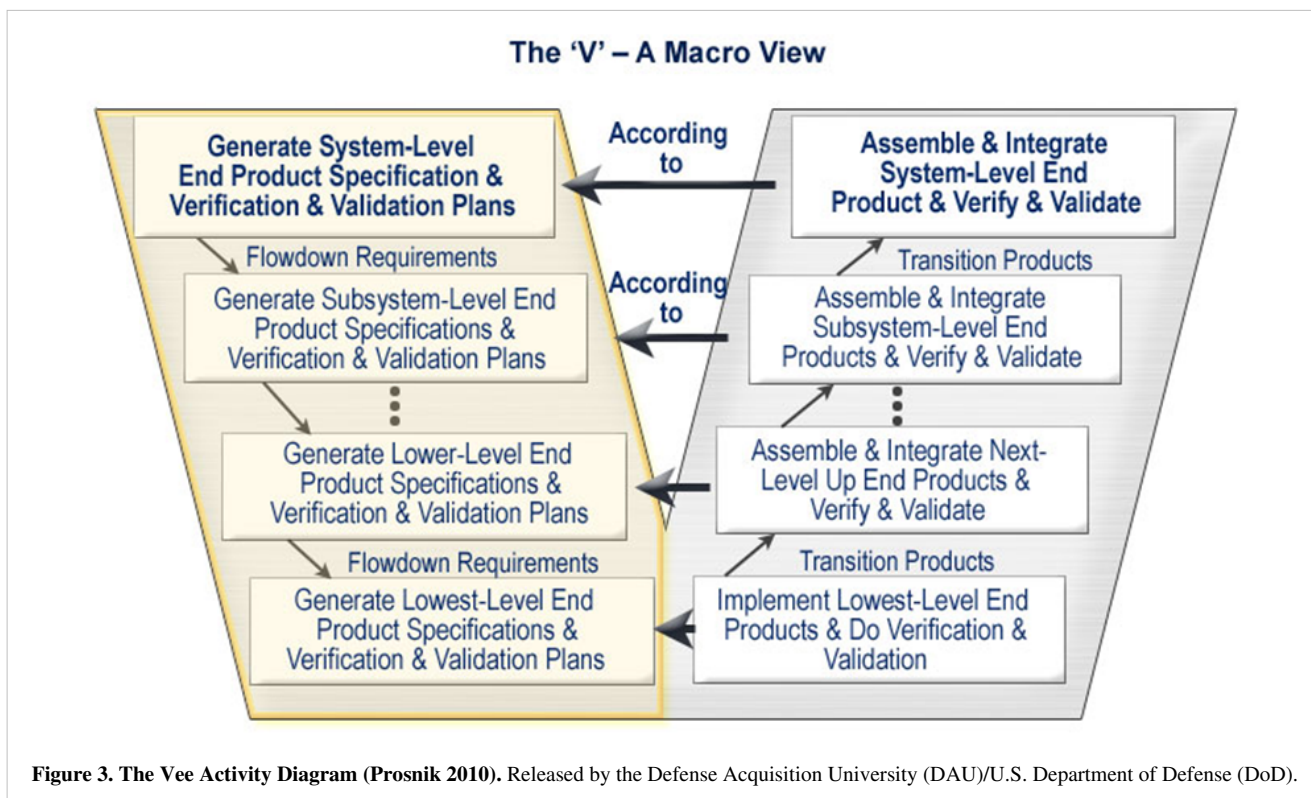 The ‘V’ – A Macro View
Generate System-Level
End Product Specification &
Verification & Validation Plans
Flowdown Requirements
Generate Subsystem-Level End
Product Specifications &
Verification & Validation Plans
Generate Lower-Level End
Product Specifications &
Verification & Validation Plans
Flowdown Requirements
Generate Lowest-Level End
Product Specifications &
Verification & Validation Plans
According
to
According
to
Assemble & Integrate
System-Level End
Product & Verify & Validate
Transition Products
Assemble & Integrate
Subsystem-Level End
Products & Verify & Validate
Assemble & Integrate Next-
Level Up End Products &
Verify & Validate
Transition Products
Implement Lowest-Level End
Products & Do Verification &
Validation
Figure 3. The Vee Activity Diagram (Prosnik 2010). Released by the Defense Acquisition University (DAU)/U.S. Department of Defense (DoD).